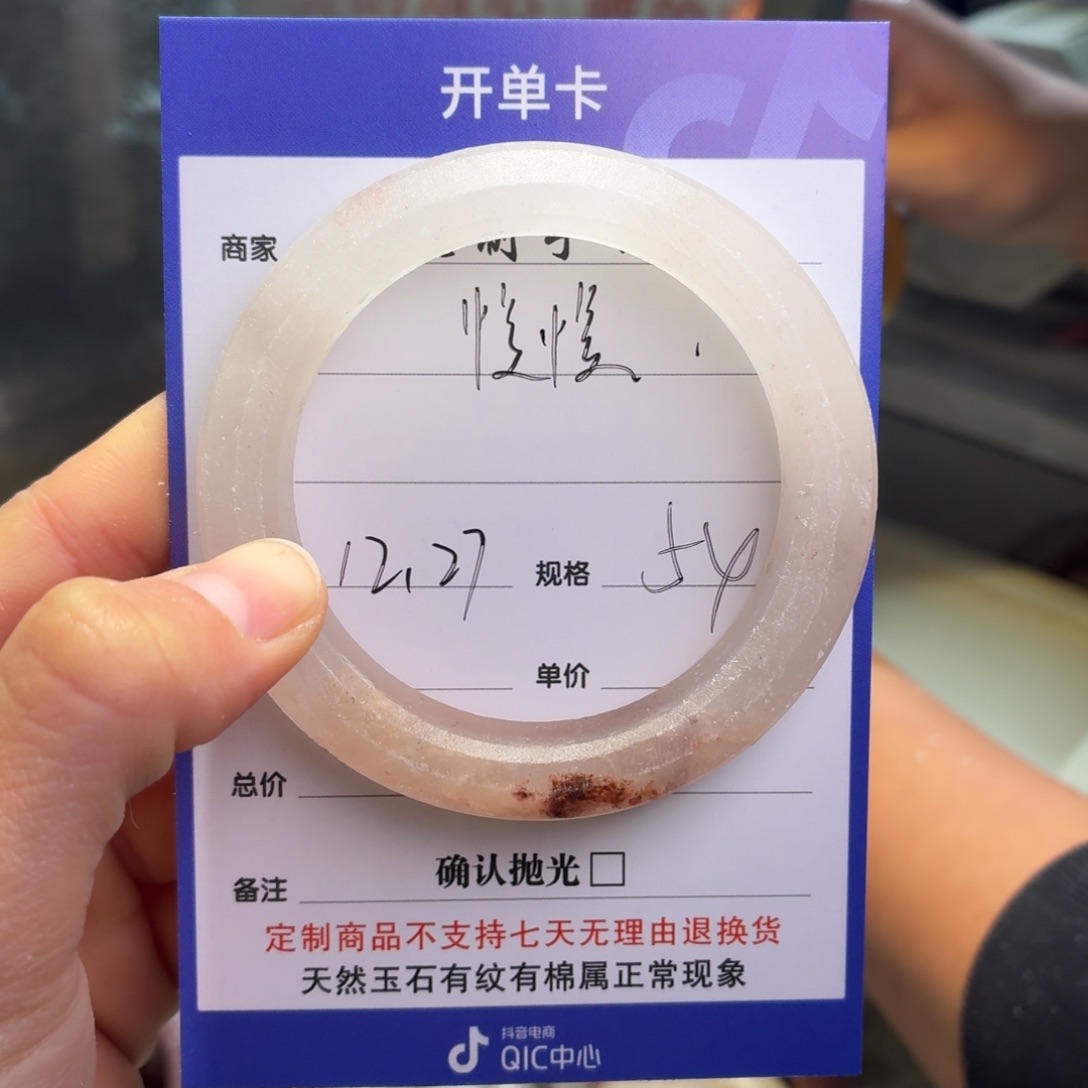 开单卡
商家
慢慢
12.27 规格 54
单价
总价
确认抛光□
备注
定制商品不支持七天无理由退换货
天然玉石有纹有棉属正常现象
抖音电商
QIC中心